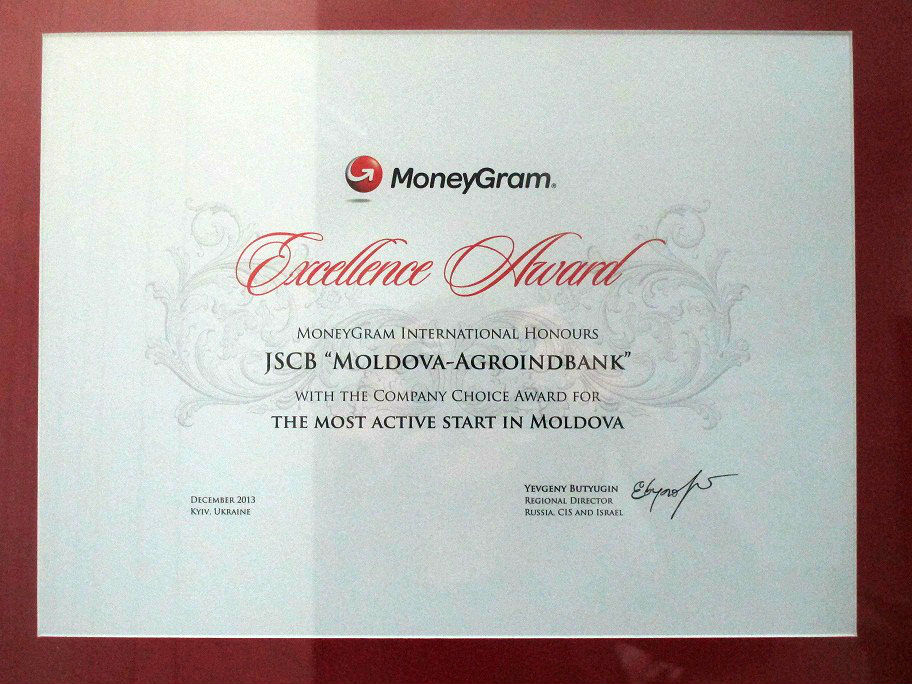 MoneyGram®
Excellence Award
MoneyGram International Honours
JSCB “Moldova-Agroindbank”
with the Company Choice Award for
the most active start in Moldova
December 2013
Kyiv, Ukraine
Yevgeny Butyugin
Regional Director
Russia, CIS and Israel